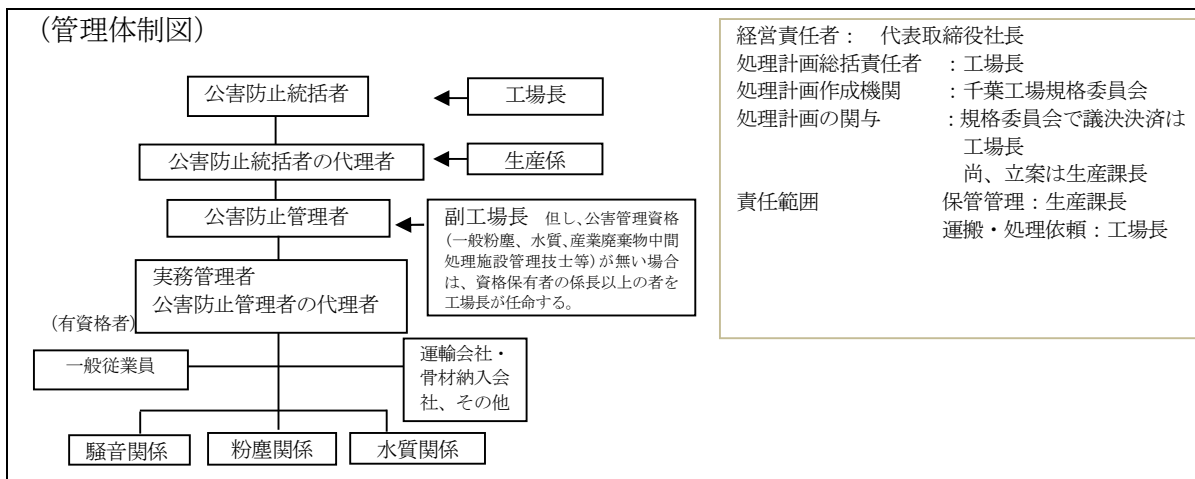 （管理体制図）
公害防止統括者
工場長
公害防止統括者の代理者
生産係
公害防止管理者
副工場長　但し、公害管理資格
（一般粉塵、水質、産業廃棄物中間
処理施設管理技士等）が無い場合
は、資格保有者の係長以上の者を
工場長が任命する。
実務管理者
公害防止管理者の代理者
(有資格者)
一般従業員
運輸会社・
骨材納入会
社、その他
騒音関係
粉塵関係
水質関係
経営責任者：　代表取締役社長
処理計画総括責任者　：工場長
処理計画作成機関　：千葉工場規格委員会
処理計画の関与　：規格委員会で議決決済は
工場長
尚、立案は生産課長
責任範囲　保管管理：生産課長
運搬・処理依頼：工場長